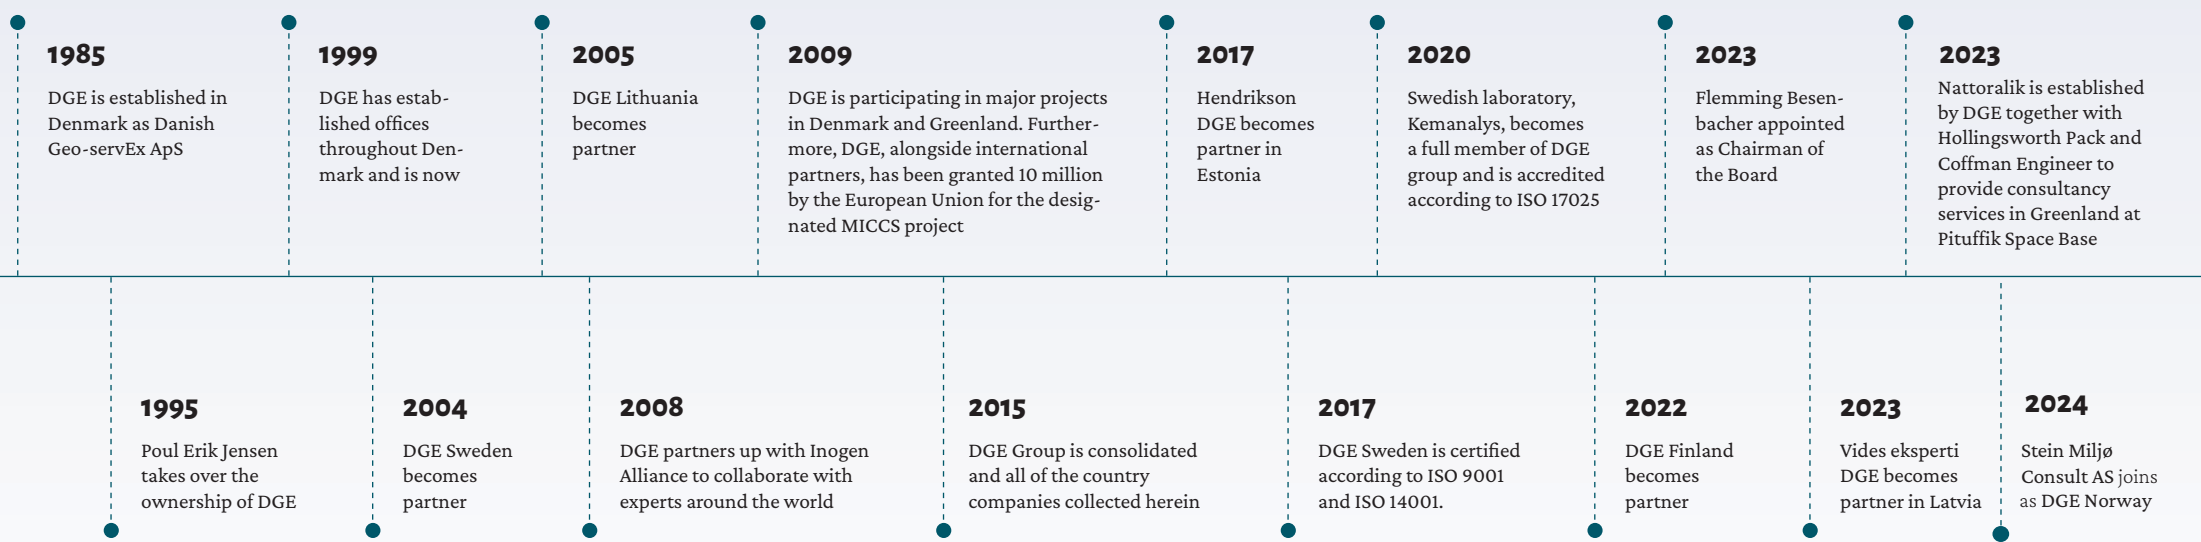 1985
DGE is established in
Denmark as Danish
Geo-servEx ApS
1999
DGE has estab-
lished offices
throughout Den-
mark and is now
2005
DGE Lithuania
becomes
partner
2009
DGE is participating in major projects
in Denmark and Greenland. Further-
more, DGE, alongside international
partners, has been granted 10 million
by the European Union for the desig-
nated MICCS project
2017
Hendrikson
DGE becomes
partner in
Estonia
2020
Swedish laboratory,
Kemanalys, becomes
a full member of DGE
group and is accredited
according to ISO 17025
2023
Flemming Besen-
bacher appointed
as Chairman of
the Board
2023
Nattoralik is established
by DGE together with
Hollingsworth Pack and
Coffman Engineer to
provide consultancy
services in Greenland at
Pituffik Space Base
1995
Poul Erik Jensen
takes over the
ownership of DGE
2004
DGE Sweden
becomes
partner
2008
DGE partners up with Inogen
Alliance to collaborate with
experts around the world
2015
DGE Group is consolidated
and all of the country
companies collected herein
2017
DGE Sweden is certified
according to ISO 9001
and ISO 14001.
2022
DGE Finland
becomes
partner
2023
Vides eksperti
DGE becomes
partner in Latvia
2024
Stein Miljø
Consult AS joins
as DGE Norway